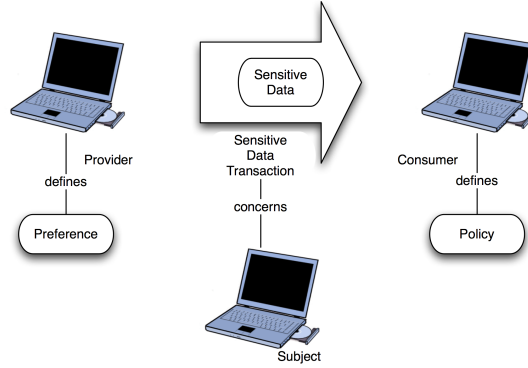 Sensitive
Data
Provider
defines
Preference
Sensitive
Data
Transaction
concerns
Subject
Consumer
defines
Policy